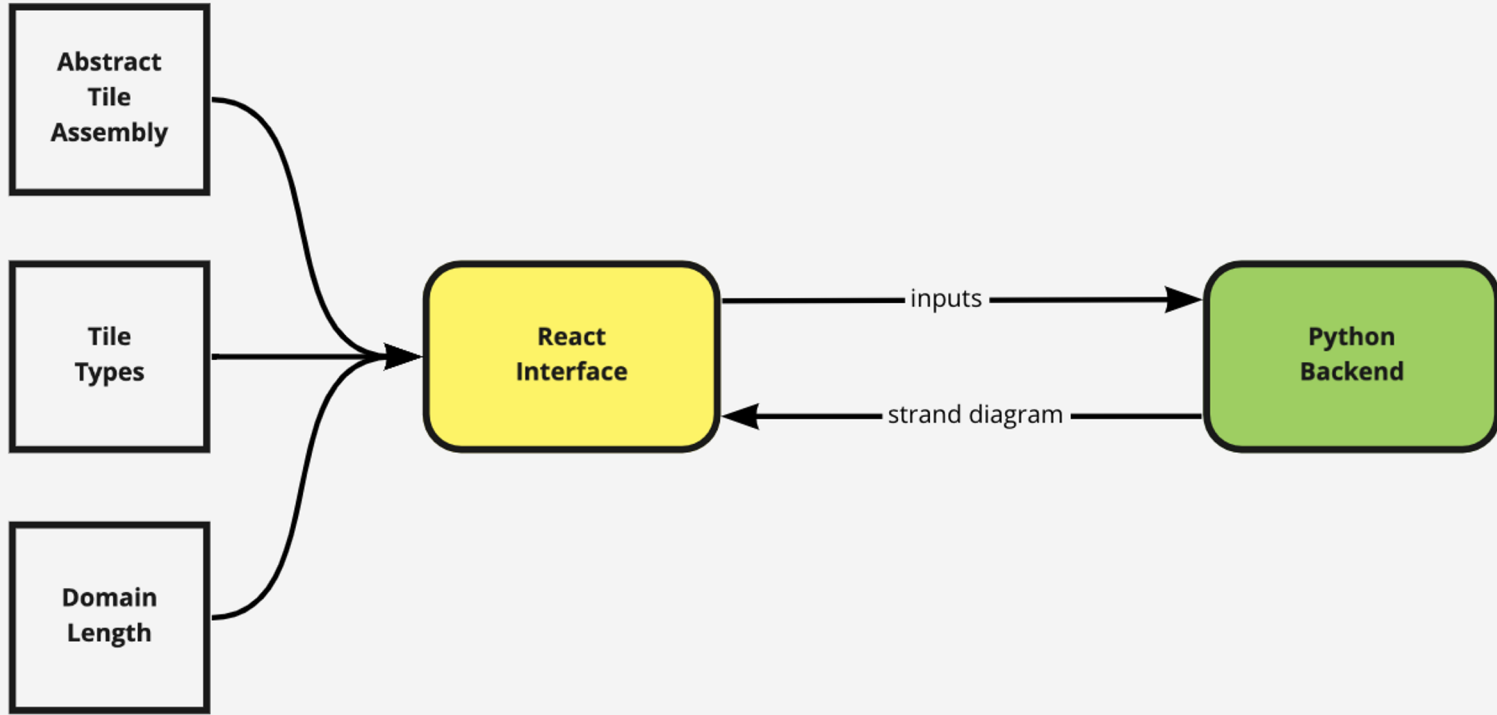 Abstract
Tile
Assembly
Tile
Types
Domain
Length
React
Interface
inputs
strand diagram
Python
Backend